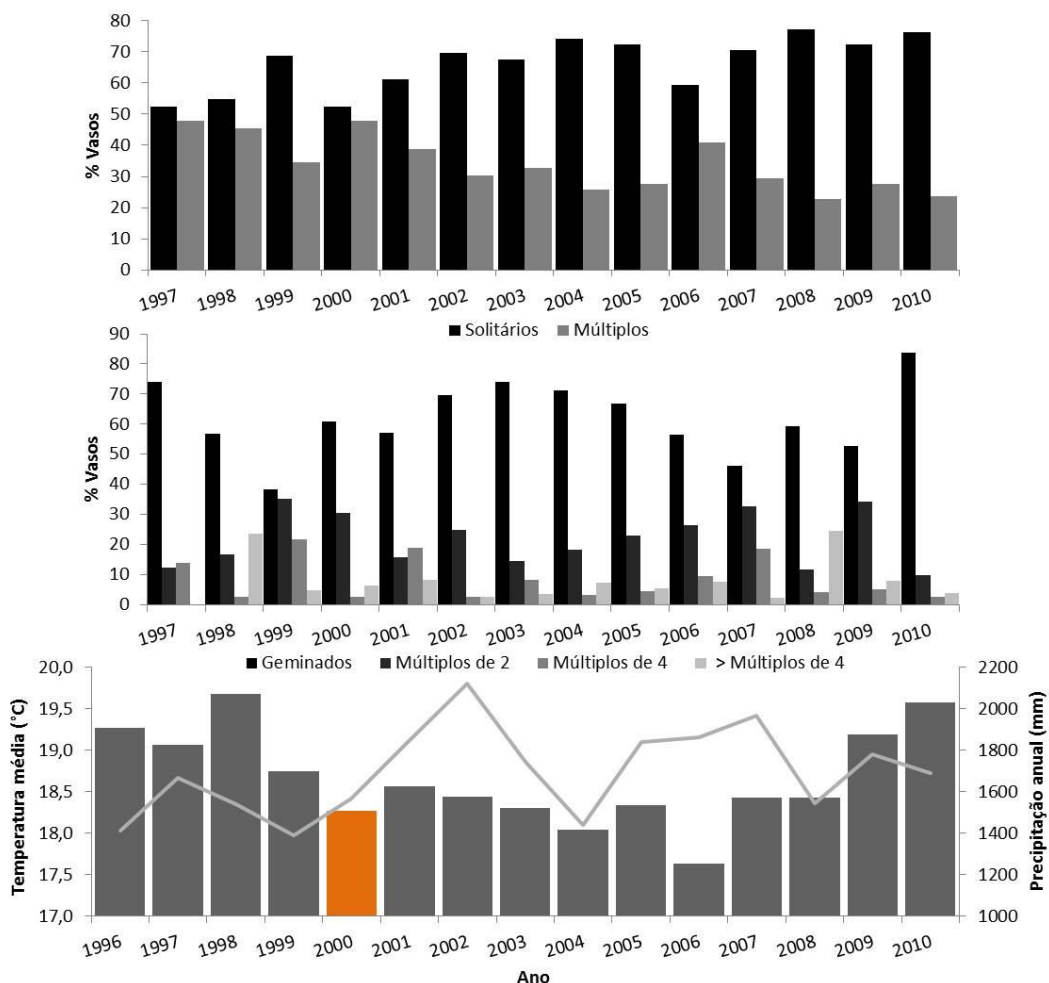 80
70
60
50
40
30
20
10
0
% Vasos
1997 1998 1999 2000 2001 2002 2003 2004 2005 2006 2007 2008 2009 2010
Solitários Múltiplos
90
80
70
60
50
40
30
20
10
0
% Vasos
1997 1998 1999 2000 2001 2002 2003 2004 2005 2006 2007 2008 2009 2010
Geminados Múltiplos de 2 Múltiplos de 4 > Múltiplos de 4
20,0 2200
19,5 2000
19,0 1800
18,5 1600
18,0 1400
17,5 1200
17,0 1000
Temperatura média (°C)
Precipitação anual (mm)
1996 1997 1998 1999 2000 2001 2002 2003 2004 2005 2006 2007 2008 2009 2010
Ano